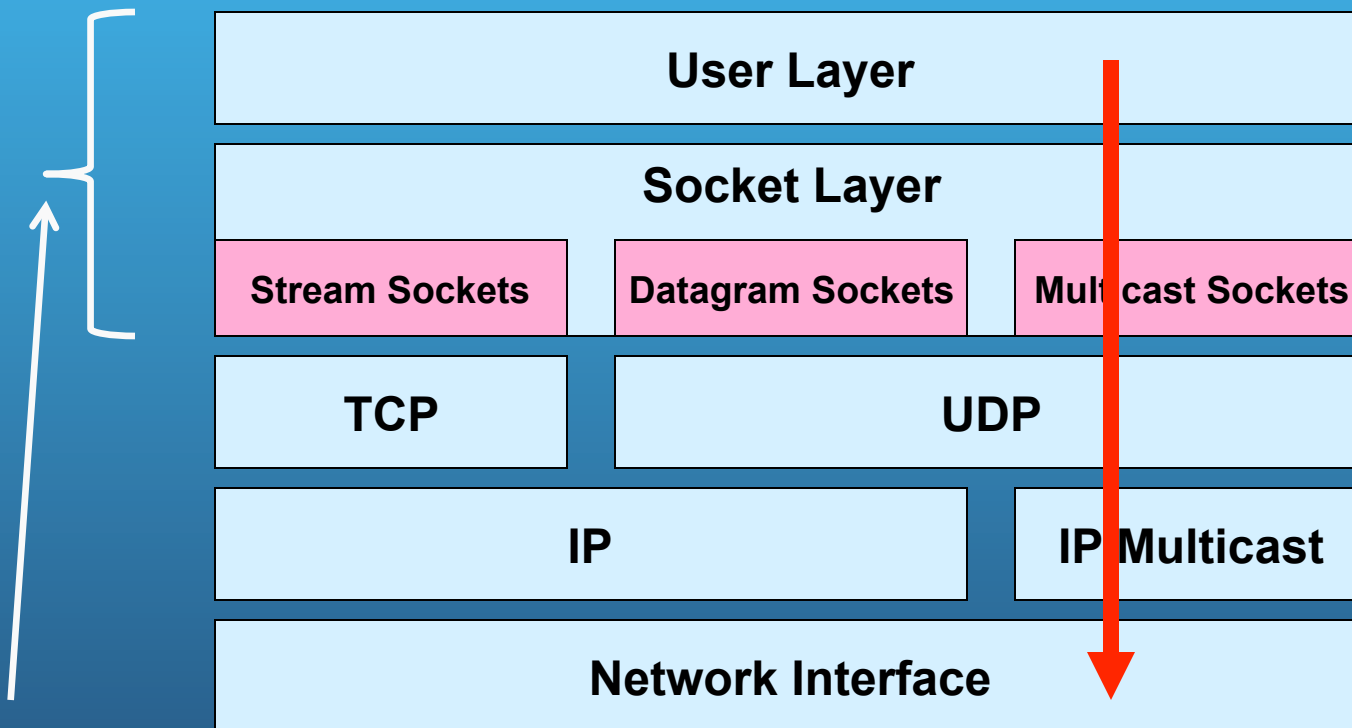 User Layer
Socket Layer
Stream Sockets
Datagram Sockets
Multicast Sockets
TCP
UDP
IP
IP Multicast
Network Interface